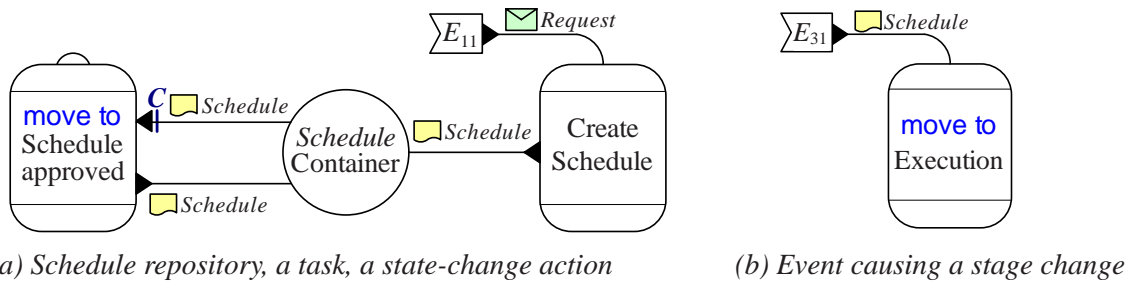 E11
Request
E31
Schedule
C
Schedule
move to
Schedule
approved
Schedule
Schedule
Container
Schedule
Create
Schedule
move to
Execution
a) Schedule repository, a task, a state-change action
(b) Event causing a stage change